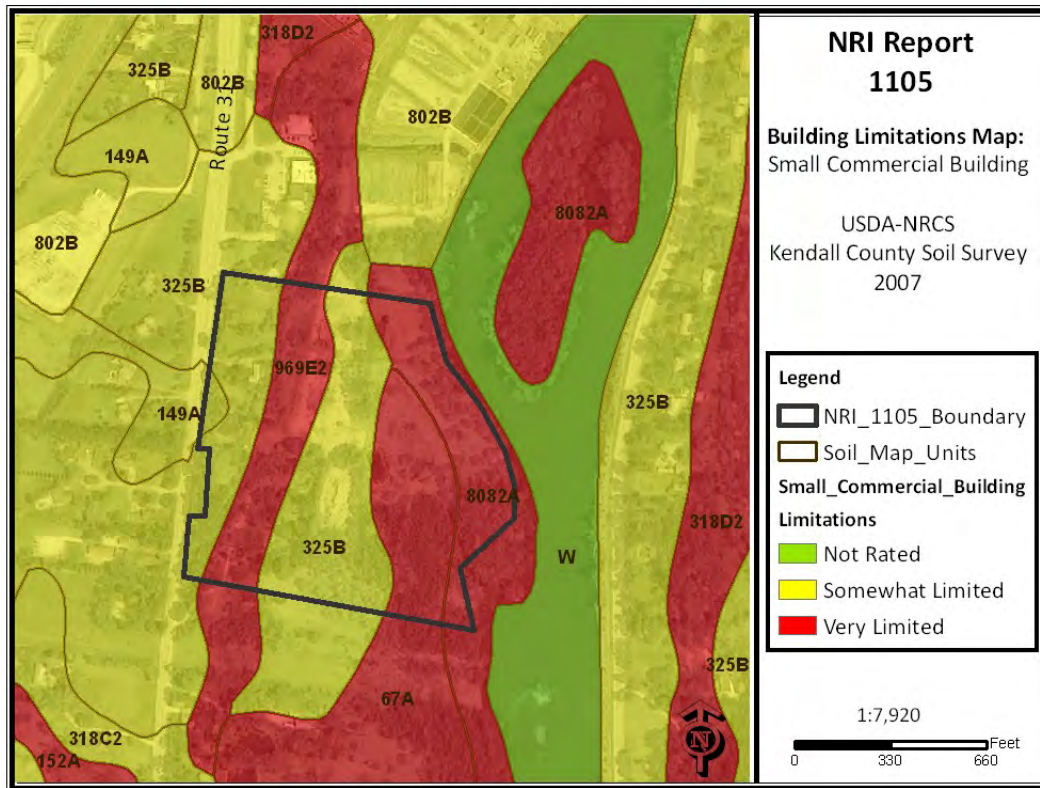 318D2
325B
802B
Route 31
802B
149A
8082A
802B
325B
969E2
149A
325B
8082A
318D2
325B
W
325B
67A
318C2
152A
N
NRI Report
1105
Building Limitations Map:
Small Commercial Building
USDA-NRCS
Kendall County Soil Survey
2007
Legend
NRI_1105_Boundary
Soil_Map_Units
Small_Commercial_Building
Limitations
Not Rated
Somewhat Limited
Very Limited
1:7,920
Feet
0 330 660